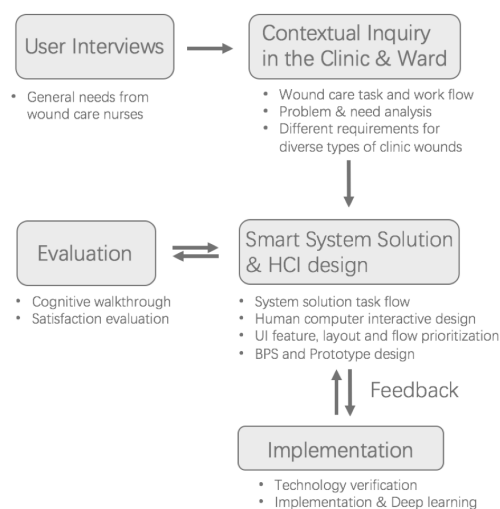 User Interviews
• General needs from
wound care nurses
Contextual Inquiry
in the Clinic & Ward
• Wound care task and work flow
• Problem & need analysis
• Different requirements for
diverse types of clinic wounds
Evaluation
• Cognitive walkthrough
• Satisfaction evaluation
Smart System Solution
& HCI design
• System solution task flow
• Human computer interactive design
• UI feature, layout and flow prioritization
• BPS and Prototype design
Feedback
Implementation
• Technology verification
• Implementation & Deep learning